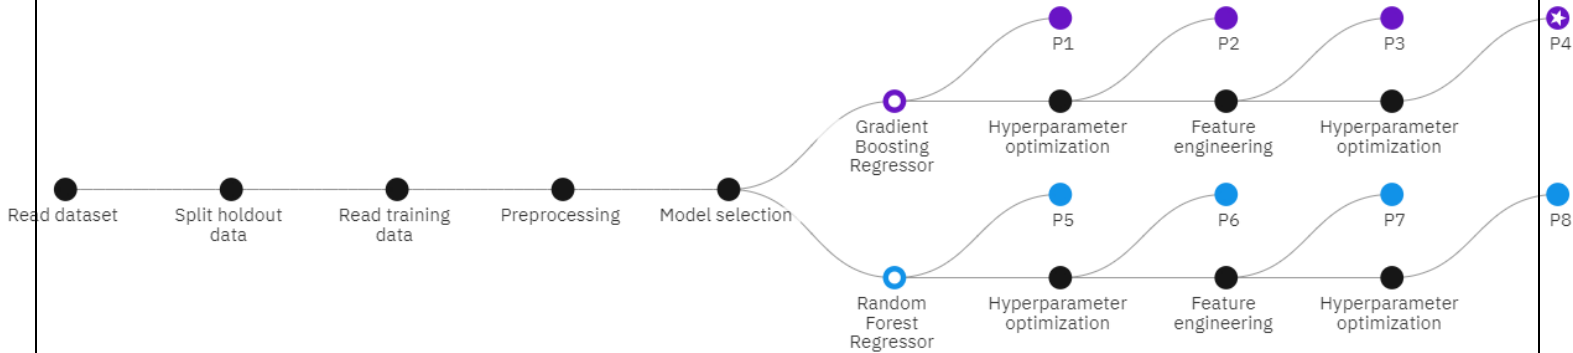 P1
P2
P3
P4
Gradient
Boosting
Regressor
Hyperparameter
optimization
Feature
engineering
Hyperparameter
optimization
Read dataset
Split holdout
data
Read training
data
Preprocessing
Model selection
P5
P6
P7
P8
Random
Forest
Regressor
Hyperparameter
optimization
Feature
engineering
Hyperparameter
optimization